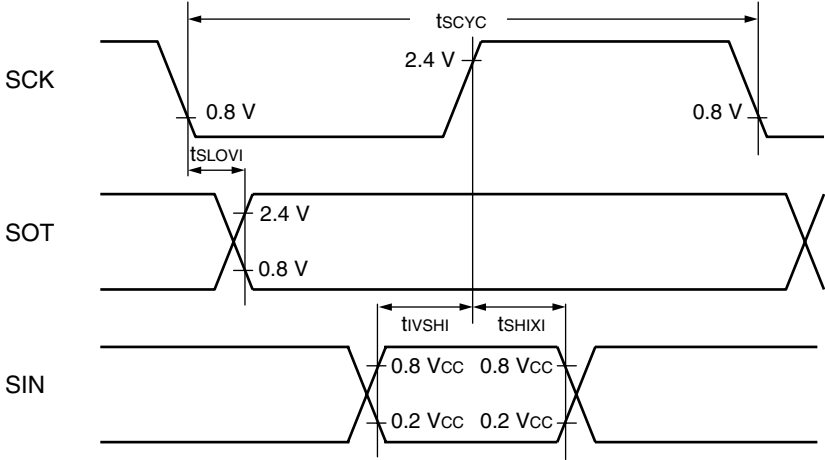 tSCYC
SCK
2.4 V
0.8 V
0.8 V
tSLOVI
SOT
2.4 V
0.8 V
tIVSHI
tSHIXI
SIN
0.8 VCC
0.8 VCC
0.2 VCC
0.2 VCC